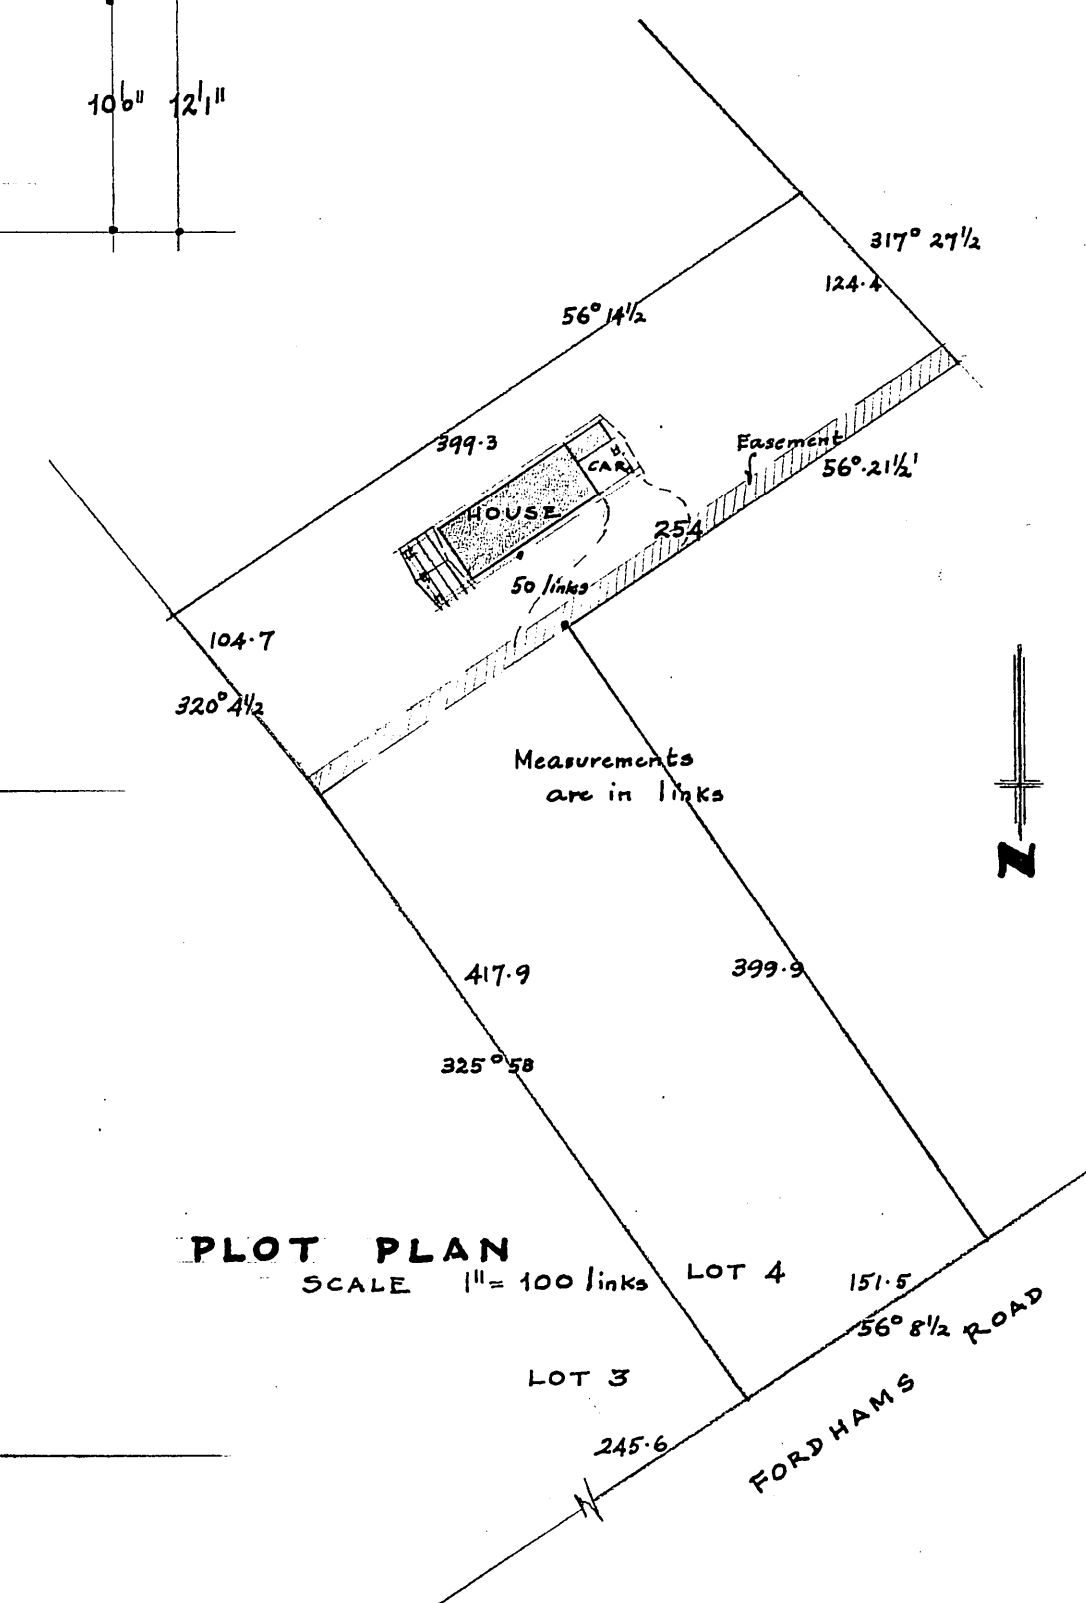 10'6" 12'1"
317° 27½
124.4
56° 14½
399.3
Easement
56°.21½'
CAR
HOUSE
254
50 links
104.7
320° 4½
Measurements
are in links
N
417.9
399.9
325° 58
PLOT PLAN
SCALE 1"= 100 links
LOT 4
151.5
56° 8½
FORDHAMS ROAD
LOT 3
245.6